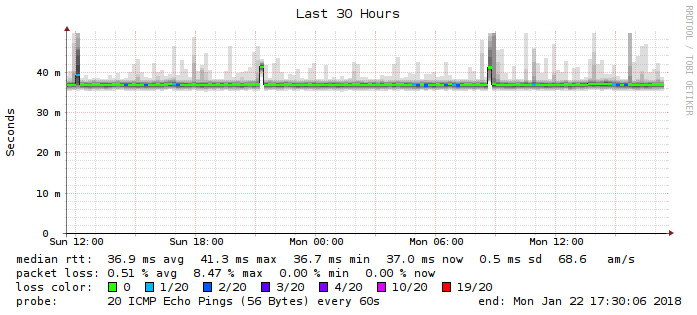 Last 30 Hours
RRDTOOL / TOBI OETIKER
Seconds
40 m
30 m
20 m
10 m
0
Sun 12:00 Sun 18:00 Mon 00:00 Mon 06:00 Mon 12:00
median rtt: 36.9 ms avg 41.3 ms max 36.7 ms min 37.0 ms now 0.5 ms sd 68.6 am/s
packet loss: 0.51 % avg 8.47 % max 0.00 % min 0.00 % now
loss color: 0 1/20 2/20 3/20 4/20 10/20 19/20
probe: 20 ICMP Echo Pings (56 Bytes) every 60s end: Mon Jan 22 17:30:06 2018